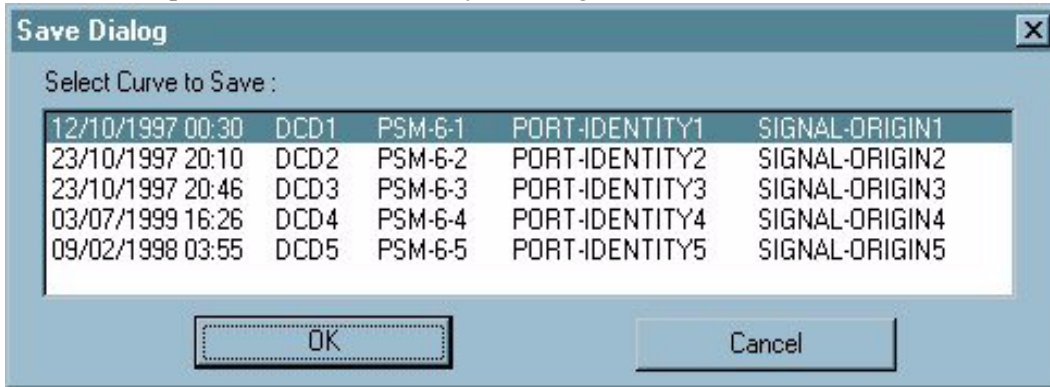 Save Dialog
Select Curve to Save :
12/10/1997 00:30 DCD1 PSM-6-1 PORT-IDENTITY1 SIGNAL-ORIGIN1
23/10/1997 20:10 DCD2 PSM-6-2 PORT-IDENTITY2 SIGNAL-ORIGIN2
23/10/1997 20:46 DCD3 PSM-6-3 PORT-IDENTITY3 SIGNAL-ORIGIN3
03/07/1999 16:26 DCD4 PSM-6-4 PORT-IDENTITY4 SIGNAL-ORIGIN4
09/02/1998 03:55 DCD5 PSM-6-5 PORT-IDENTITY5 SIGNAL-ORIGIN5
OK Cancel